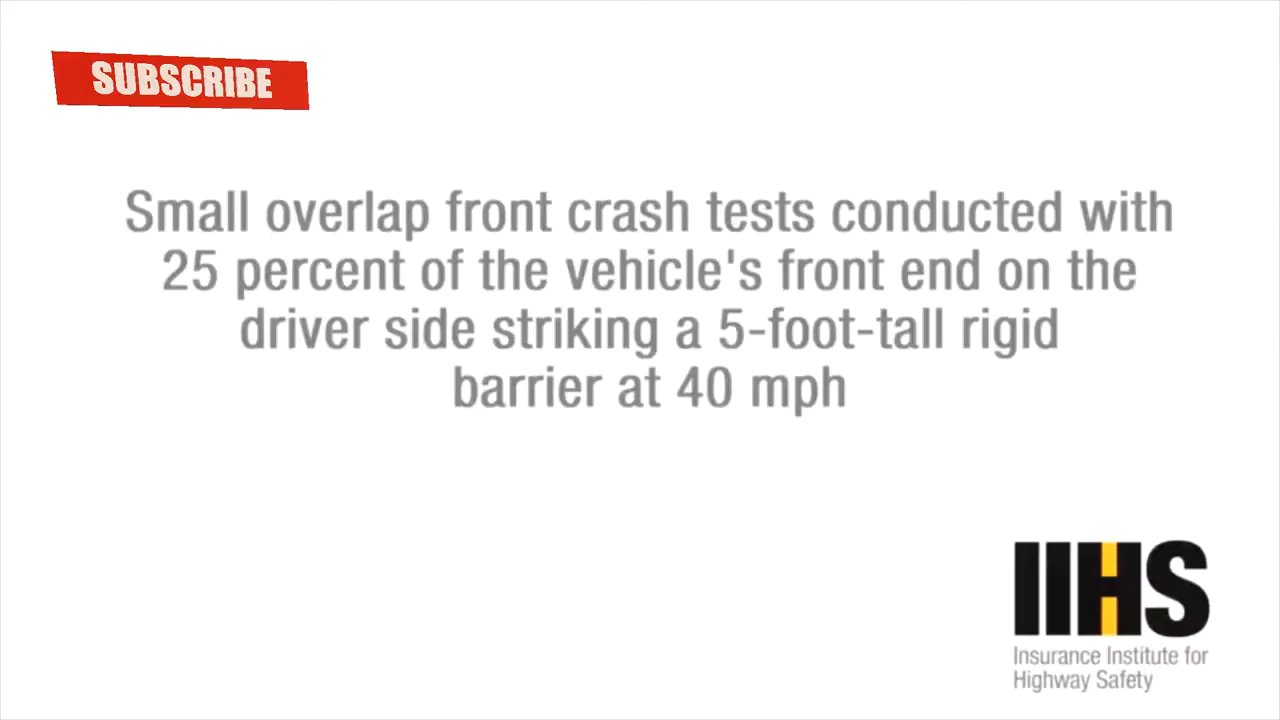 SUBSCRIBE
Small overlap front crash tests conducted with
25 percent of the vehicle's front end on the
driver side striking a 5-foot-tall rigid
barrier at 40 mph
IIHS
Insurance Institute for
Highway Safety